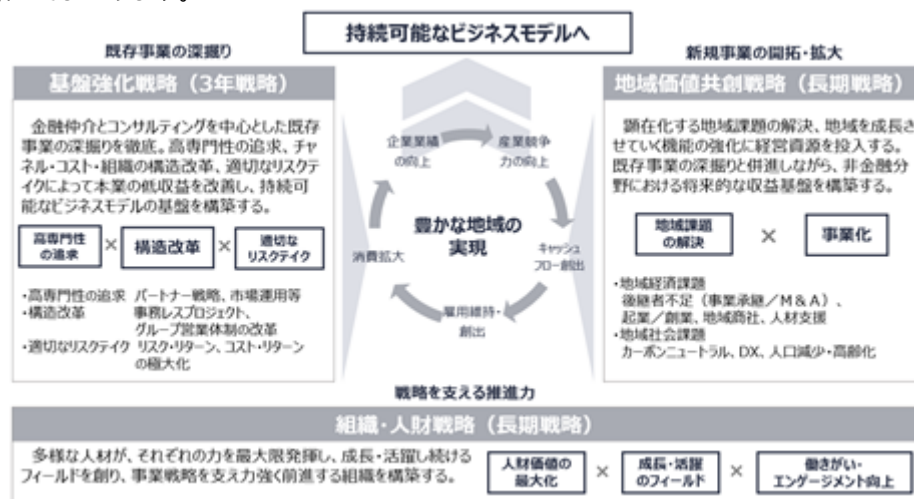 持続可能なビジネスモデルへ
既存事業の深掘り
基盤強化戦略（3年戦略）
金融仲介とコンサルティングを中心とした既存
事業の深掘りを徹底。高専門性の追求、チャ
ネル・コスト・組織の構造改革、適切なリスクテ
イクによって本業の低収益を改善し、持続可
能なビジネスモデルの基盤を構築する。
高専門性
の追求
×
構造改革
×
適切な
リスクテイク
・高専門性の追求 パートナー戦略、市場運用等
・構造改革 事務レスプロジェクト、
グループ営業体制の改革
・適切なリスクテイク リスク・リターン、コスト・リターン
の極大化
企業業績
の向上
産業競争
力の向上
キャッシュ
フロー創出
雇用維持・
創出
消費拡大
豊かな地域の
実現
新規事業の開拓・拡大
地域価値共創戦略（長期戦略）
顕在化する地域課題の解決、地域を成長さ
せていく機能の強化に経営資源を投入する。
既存事業の深掘りと併進しながら、非金融分
野における将来的な収益基盤を構築する。
地域課題
の解決
×
事業化
・地域経済課題
後継者不足（事業承継／M&A）、
起業／創業、地域商社、人材支援
・地域社会課題
カーボンニュートラル、DX、人口減少・高齢化
戦略を支える推進力
組織・人財戦略（長期戦略）
多様な人材が、それぞれの力を最大限発揮し、成長・活躍し続ける
フィールドを創り、事業戦略を支え力強く前進する組織を構築する。
人財価値の
最大化
×
成長・活躍
のフィールド
×
働きがい・
エンゲージメント向上